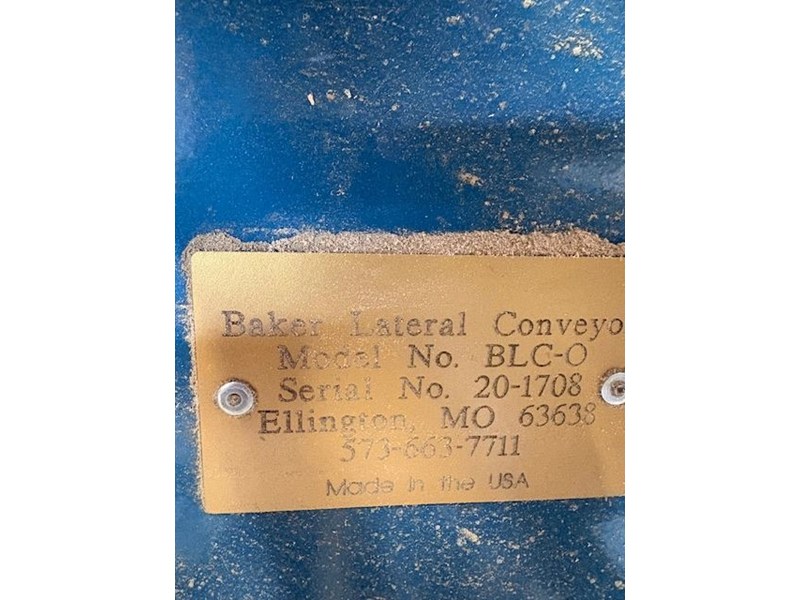 Baker Lateral Conveyo
Model No. BLC-O
Serial No. 20-1708
Ellington, MO 63638
573-663-7711
Made in the USA